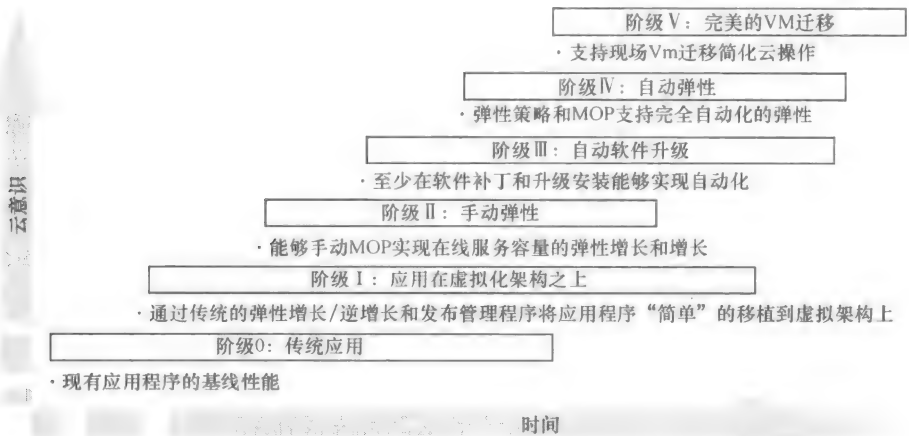 阶级Ⅴ：完美的VM迁移
·支持现场Vm迁移简化云操作
阶级Ⅳ：自动弹性
·弹性策略和MOP支持完全自动化的弹性
阶级Ⅲ：自动软件升级
·至少在软件补丁和升级安装能够实现自动化
阶级Ⅱ：手动弹性
·能够手动MOP实现在线服务容量的弹性增长和增长
阶级Ⅰ：应用在虚拟化架构之上
·通过传统的弹性增长/逆增长和发布管理程序将应用程序“简单”的移植到虚拟架构上
阶级0：传统应用
·现有应用程序的基线性能
云意识
时间